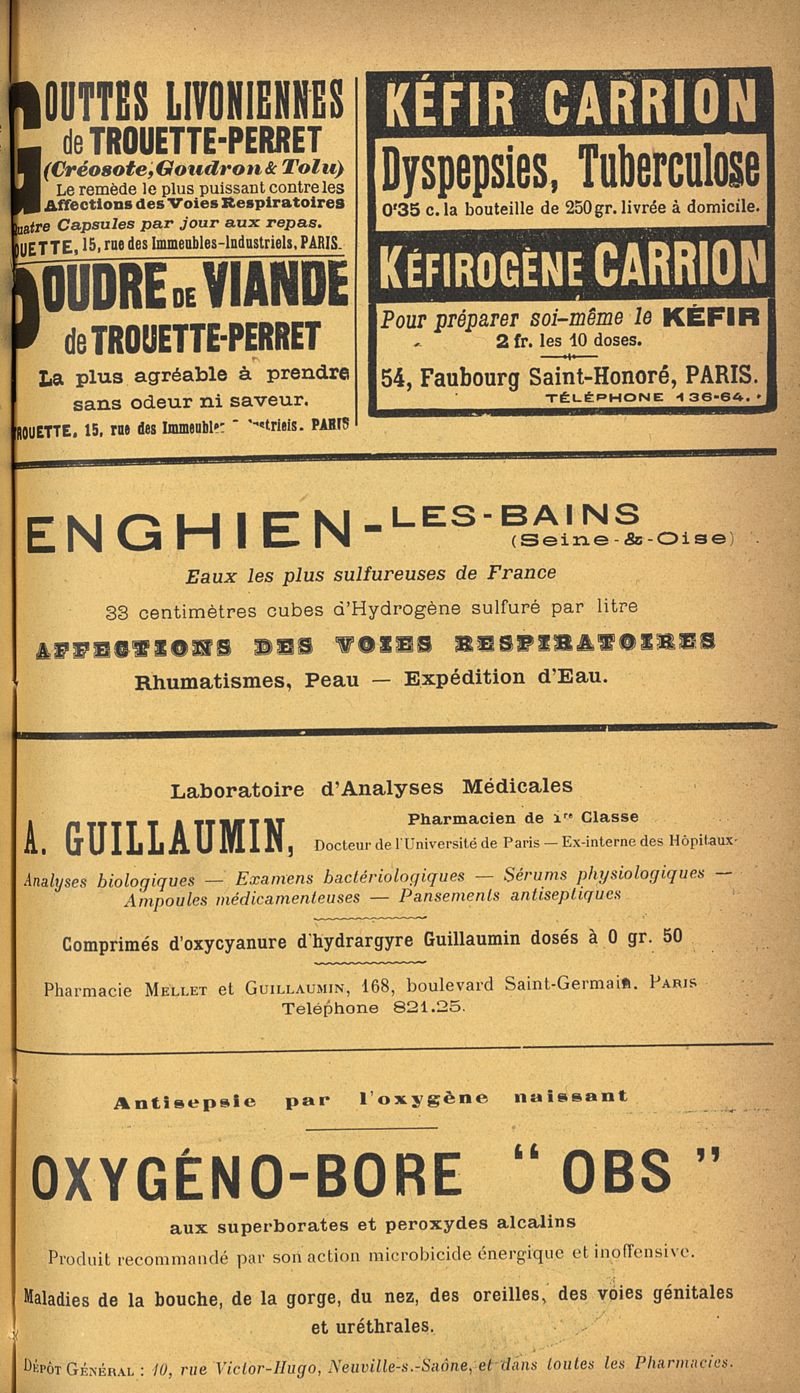 GOUTTES LIVONIENNES
de TROUETTE-PERRET
(Créosote, Goudron & Tolu)
Le remède le plus puissant contre les
Affections des Voies Respiratoires
uatre Capsules par jour aux repas.
OUETTE, 15, rue des Immeubles-Industriels, PARIS.
POUDRE DE VIANDE
de TROUETTE-PERRET
La plus agréable à prendre
sans odeur ni saveur.
ROUETTE, 15, rue des Immeubl strieis. PARIS
KÉFIR CARRION
Dyspepsies, Tuberculose
0'35 c. la bouteille de 250 gr. livrée à domicile.
KÉFIROGÈNE CARRION
Pour préparer soi-même le KÉFIR
2 fr. les 10 doses.
54, Faubourg Saint-Honoré, PARIS.
TÉLÉPHONE 136-64.
ENGHIEN-LES-BAINS
(Seine-&-Oise)
Eaux les plus sulfureuses de France
33 centimètres cubes d'Hydrogène sulfuré par litre
AFFECTIONS DES VOIES RESPIRATOIRES
Rhumatismes, Peau — Expédition d'Eau.
Laboratoire d'Analyses Médicales
A. GUILLAUMIN, Pharmacien de 1re Classe
Docteur de l'Université de Paris — Ex-interne des Hôpitaux
Analyses biologiques — Examens bactériologiques — Sérums physiologiques —
Ampoules médicamenteuses — Pansements antiseptiques
Comprimés d'oxycyanure d'hydrargyre Guillaumin dosés à 0 gr. 50
Pharmacie MELLET et GUILLAUMIN, 168, boulevard Saint-Germain. PARIS
Teléphone 821.25.
Antisepsie par l'oxygène naissant
OXYGÉNO-BORE "OBS"
aux superborates et peroxydes alcalins
Produit recommandé par son action microbicide énergique et inoffensive.
Maladies de la bouche, de la gorge, du nez, des oreilles, des voies génitales
et uréthrales.
DÉPÔT GÉNÉRAL : 10, rue Victor-Hugo, Neuville-s.-Saône, et dans toutes les Pharmacies.